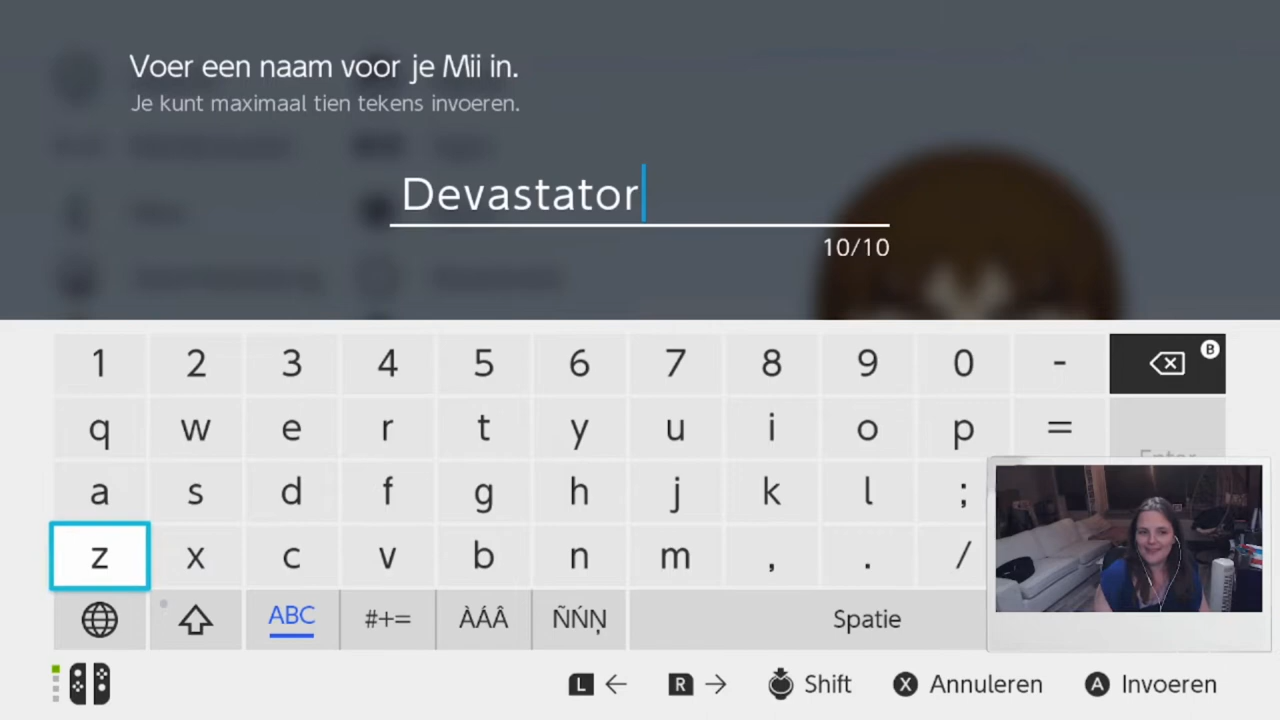 Voer een naam voor je Mii in.
Je kunt maximaal tien tekens invoeren.
Devastator
10/10
1 2 3 4 5 6 7 8 9 0 - B
q w e r t y u i o p =
a s d f g h j k l ;
z x c v b n m , . /
ABC #+= ÀÁÂ ÑŃŅ Spatie
L ← R → Shift X Annuleren A Invoeren